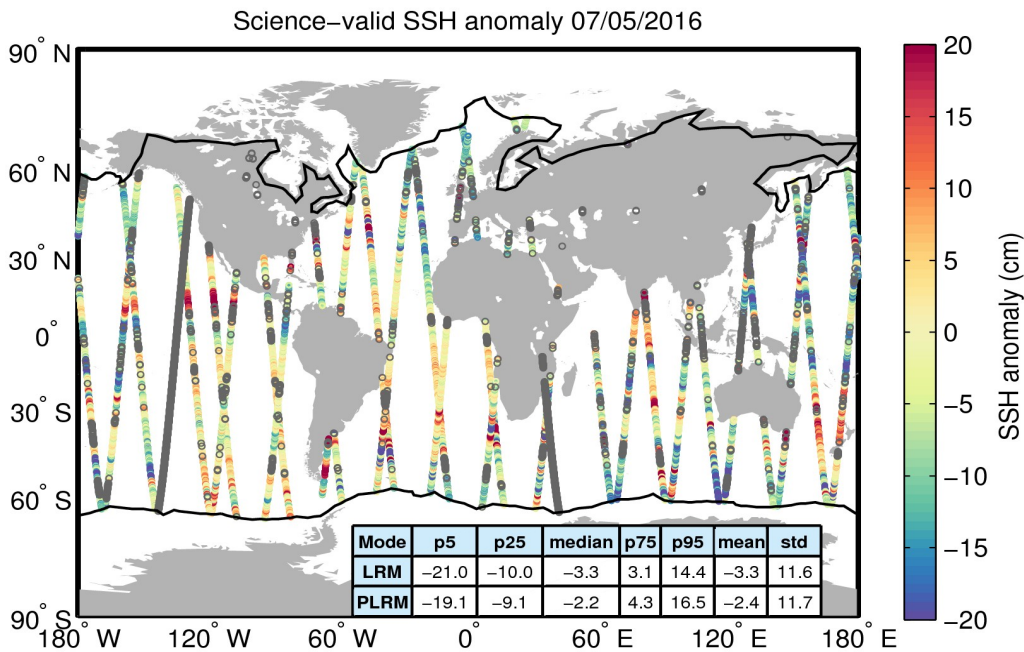 Science−valid SSH anomaly 07/05/2016
90° N
60° N
30° N
0°
30° S
60° S
90° S
180° W
120° W
60° W
0°
60° E
120° E
180° E
Mode p5 p25 median p75 p95 mean std
LRM −21.0 −10.0 −3.3 3.1 14.4 −3.3 11.6
PLRM −19.1 −9.1 −2.2 4.3 16.5 −2.4 11.7
20
15
10
5
0
−5
−10
−15
−20
SSH anomaly (cm)